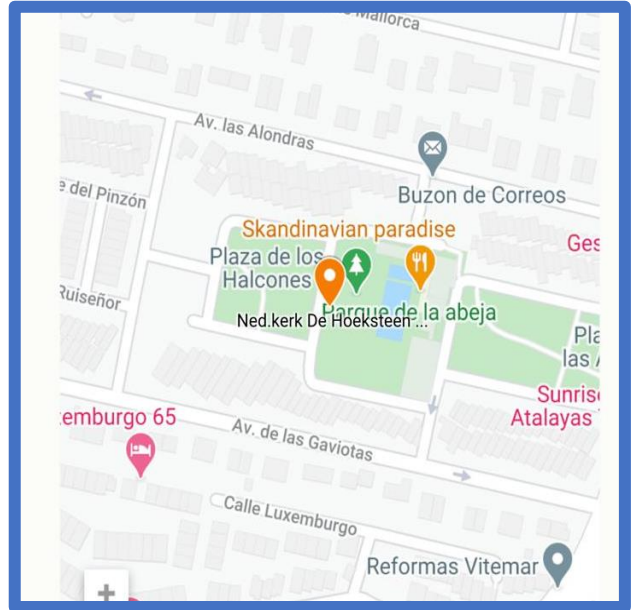 Mallorca
Av. las Alondras
Buzon de Correos
e del Pinzón
Skandinavian paradise
Ges
Plaza de los
Halcones
Ruiseñor
Parque de la abeja
Ned.kerk De Hoeksteen ...
Pla
las
Sunris
Atalayas
emburgo 65
Av. de las Gaviotas
Calle Luxemburgo
Reformas Vitemar
+